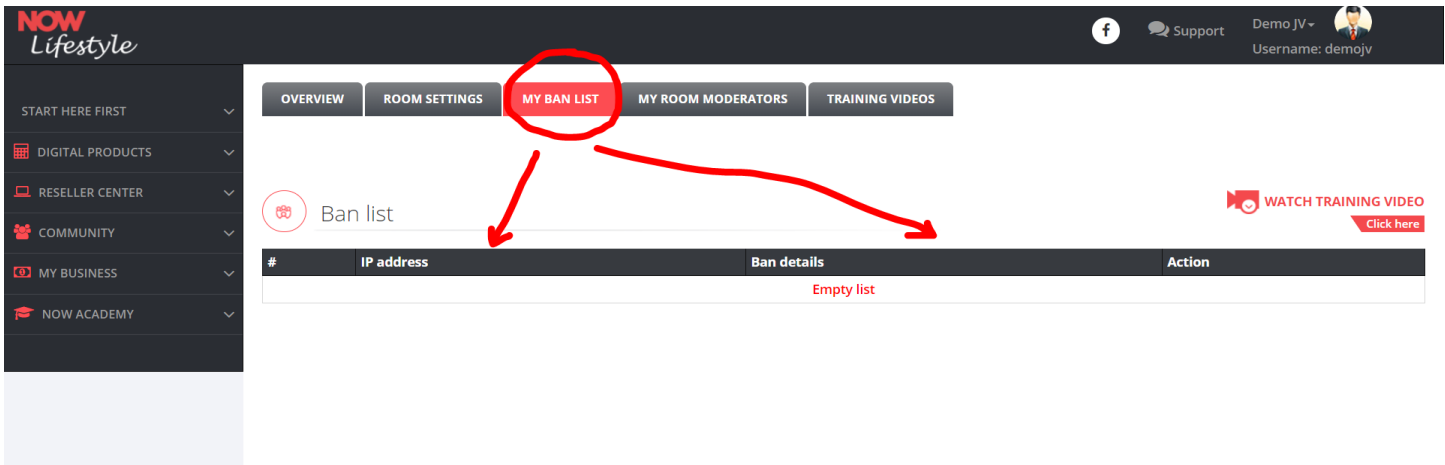 NOW
Lifestyle
f
Support
Demo JV
Username: demojv
START HERE FIRST
DIGITAL PRODUCTS
RESELLER CENTER
COMMUNITY
MY BUSINESS
NOW ACADEMY
OVERVIEW ROOM SETTINGS MY BAN LIST MY ROOM MODERATORS TRAINING VIDEOS
Ban list
WATCH TRAINING VIDEO
Click here
# IP address Ban details Action
Empty list